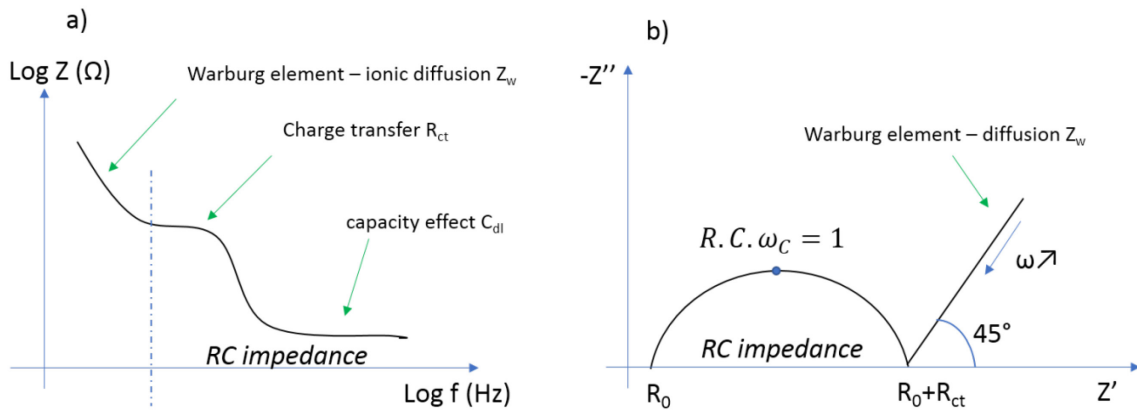 a)
Log Z (Ω)
Warburg element – ionic diffusion Zw
Charge transfer Rct
capacity effect Cdl
RC impedance
Log f (Hz)
b)
-Z''
Warburg element – diffusion Zw
R.C.ωC = 1
ω↗
45°
RC impedance
R0
R0+Rct
Z'